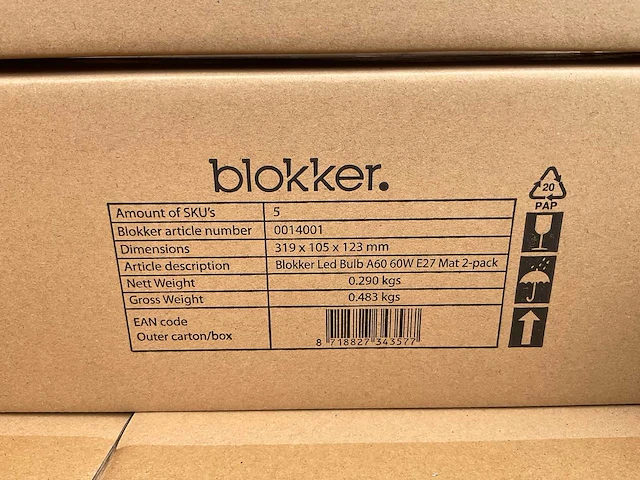 blokker.
Amount of SKU's 5
Blokker article number 0014001
Dimensions 319 x 105 x 123 mm
Article description Blokker Led Bulb A60 60W E27 Mat 2-pack
Nett Weight 0.290 kgs
Gross Weight 0.483 kgs
EAN code
Outer carton/box
8 718827 343577
20
PAP